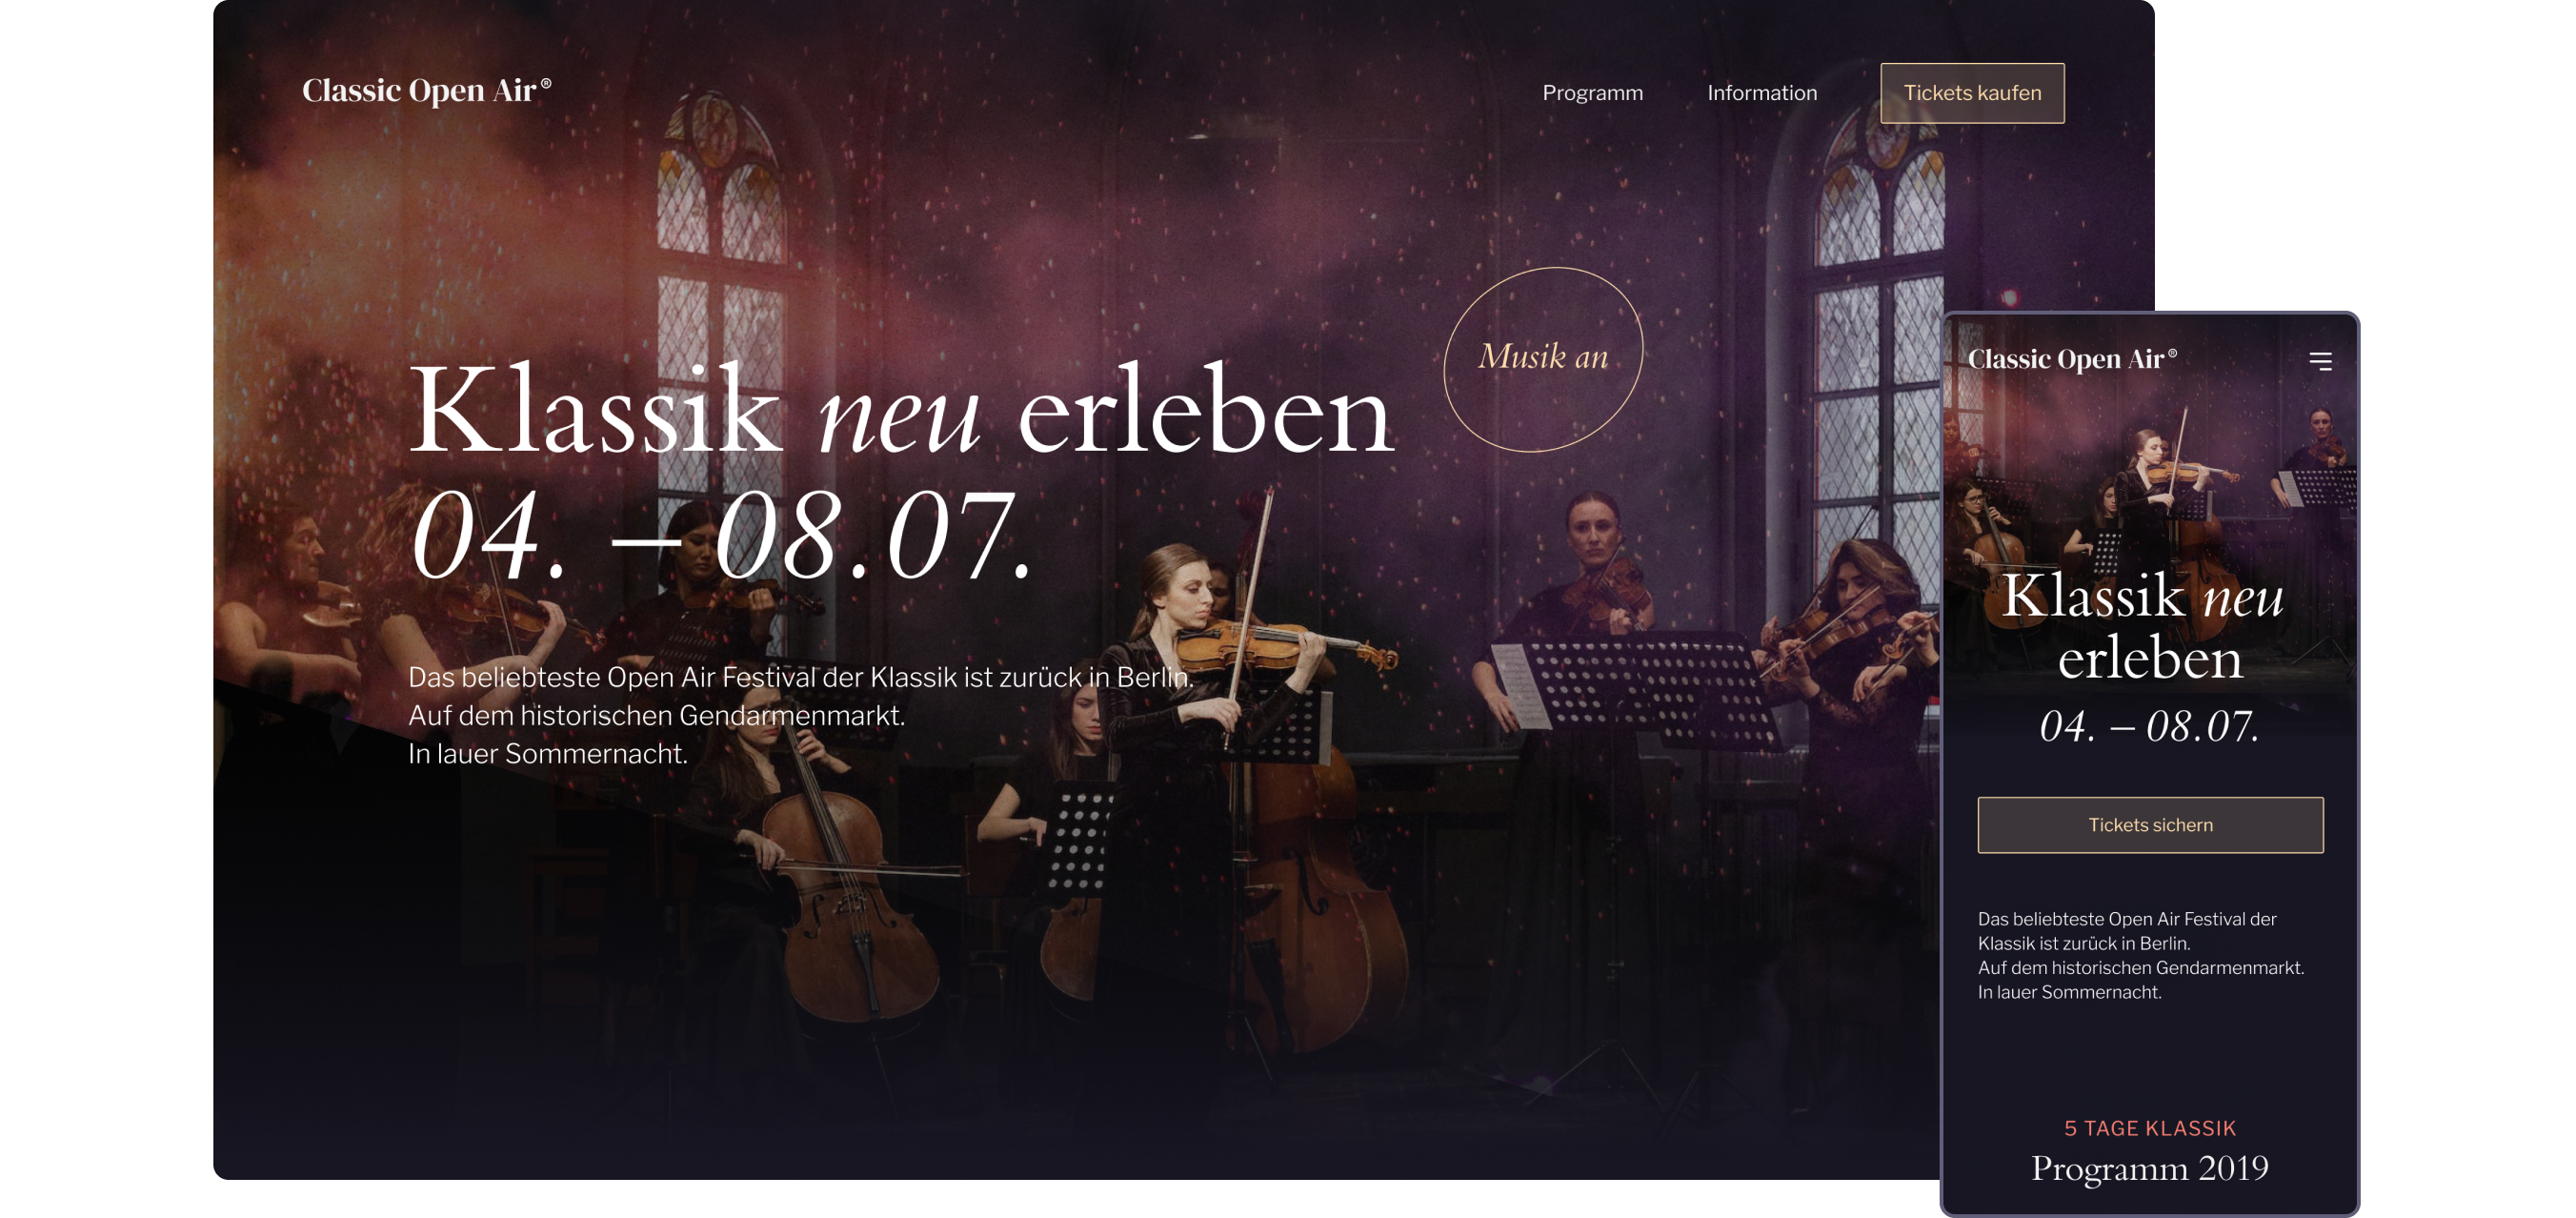 Classic Open Air®
Programm
Information
Tickets kaufen
Musik an
Klassik neu erleben
04. – 08.07.
Das beliebteste Open Air Festival der Klassik ist zurück in Berlin.
Auf dem historischen Gendarmenmarkt.
In lauer Sommernacht.
Classic Open Air®
Klassik neu
erleben
04. – 08.07.
Tickets sichern
Das beliebteste Open Air Festival der
Klassik ist zurück in Berlin.
Auf dem historischen Gendarmenmarkt.
In lauer Sommernacht.
5 TAGE KLASSIK
Programm 2019